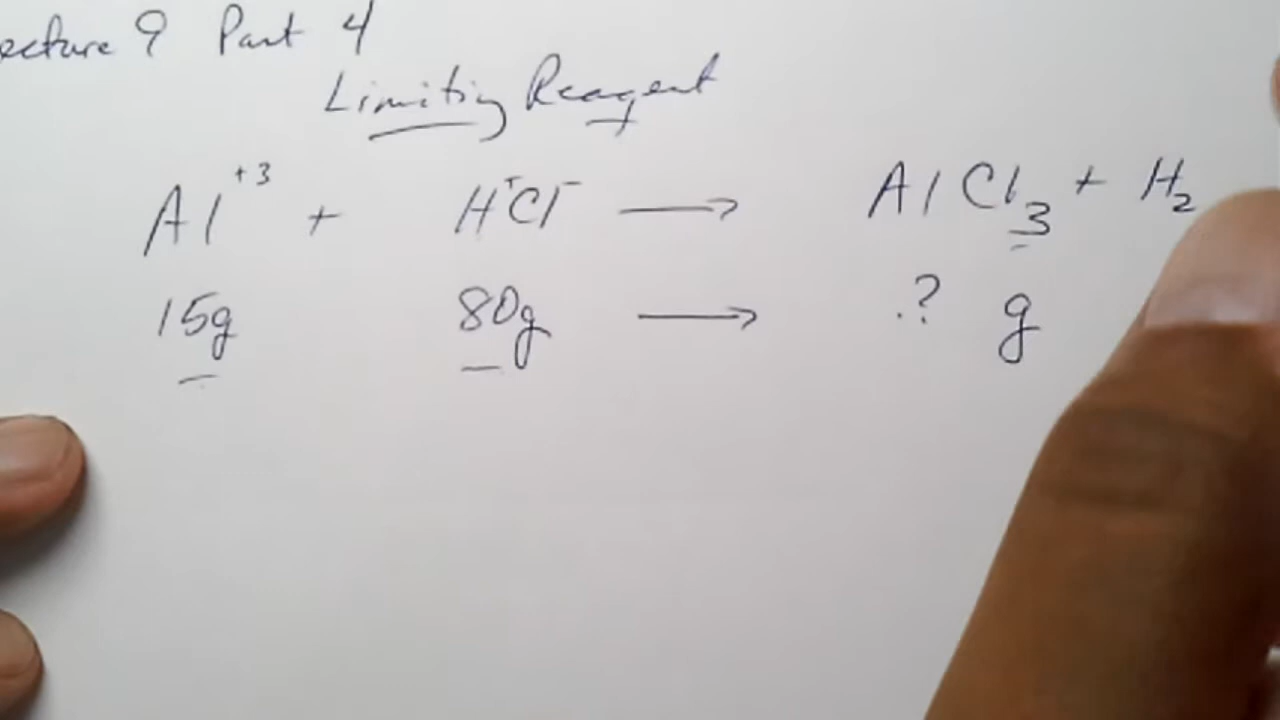 ecture 9 Part 4
Limiting Reagent
Al⁺³ + H⁺Cl⁻ → AlCl₃ + H₂
15g 80g → ? g